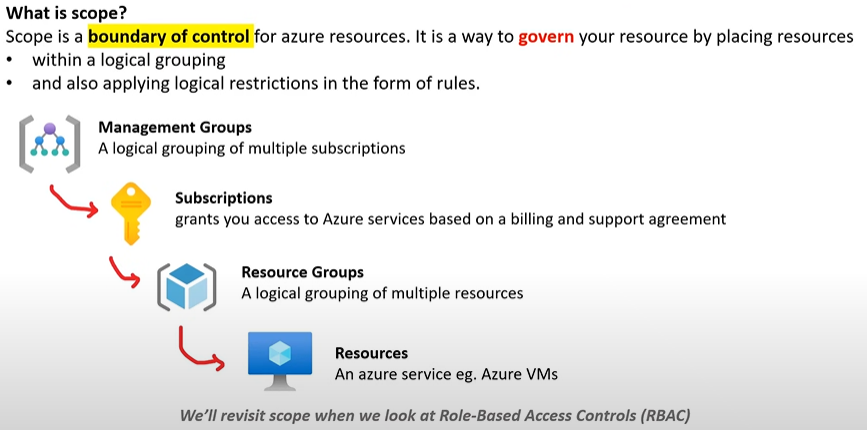 What is scope?
Scope is a boundary of control for azure resources. It is a way to govern your resource by placing resources
• within a logical grouping
• and also applying logical restrictions in the form of rules.
Management Groups
A logical grouping of multiple subscriptions
Subscriptions
grants you access to Azure services based on a billing and support agreement
Resource Groups
A logical grouping of multiple resources
Resources
An azure service eg. Azure VMs
We'll revisit scope when we look at Role-Based Access Controls (RBAC)